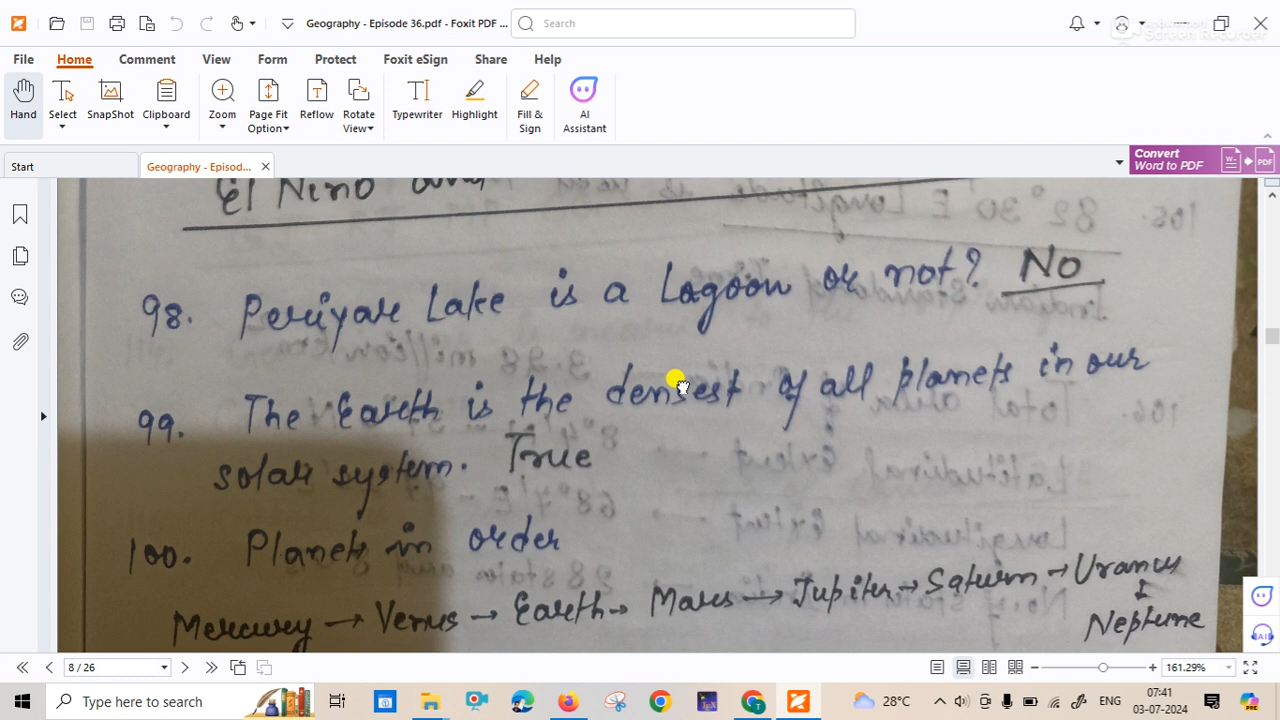 Geography - Episode 36.pdf - Foxit PDF ...
Search
Screen Recorder
File Home Comment View Form Protect Foxit eSign Share Help
Hand Select SnapShot Clipboard Zoom Page Fit Option Reflow Rotate View Typewriter Highlight Fill & Sign AI Assistant
Start Geography - Episod... Convert Word to PDF
El Nino and
98. Periyar Lake is a Lagoon or not? No
99. The Earth is the densest of all planets in our
solar system. True
100. Planets in order
Mercury → Venus → Earth → Mars → Jupiter → Saturn → Uranus
↓
Neptune
8 / 26 161.29%
Type here to search 28°C ENG 07:41
03-07-2024